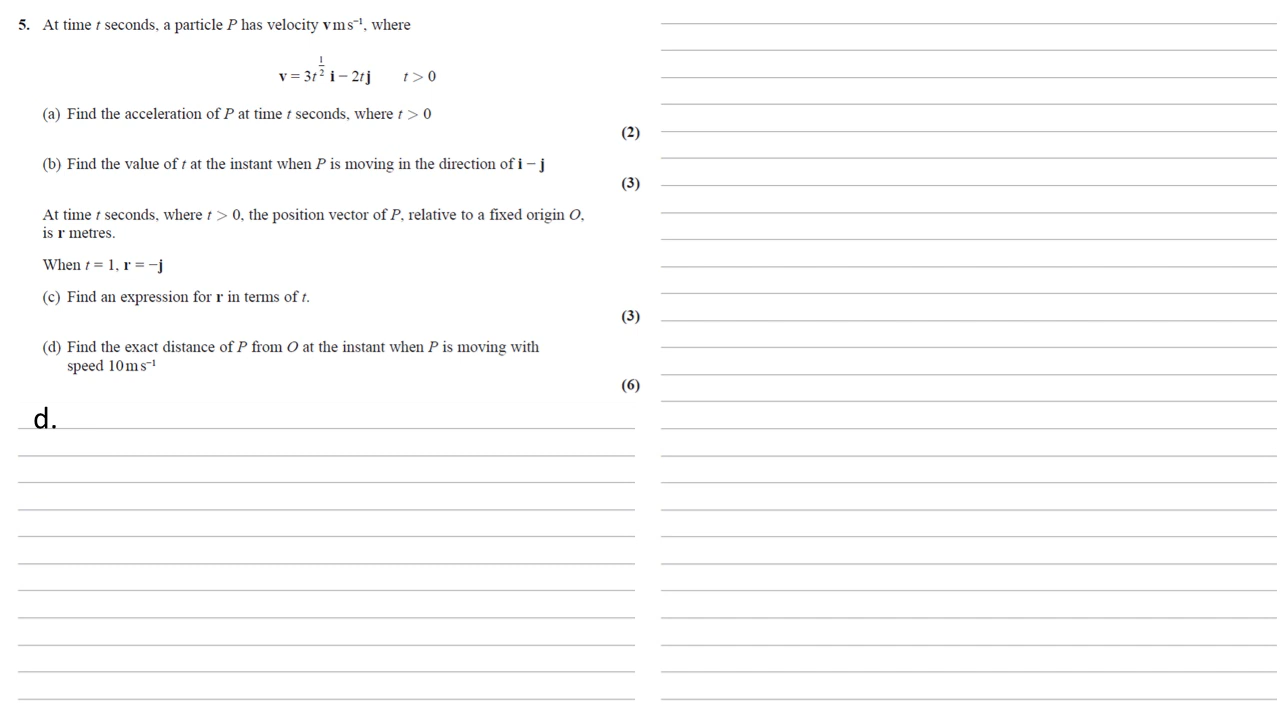 5. At time t seconds, a particle P has velocity v m s⁻¹, where
v = 3t^(1/2) i − 2t j t > 0
(a) Find the acceleration of P at time t seconds, where t > 0
(2)
(b) Find the value of t at the instant when P is moving in the direction of i − j
(3)
At time t seconds, where t > 0, the position vector of P, relative to a fixed origin O,
is r metres.
When t = 1, r = −j
(c) Find an expression for r in terms of t.
(3)
(d) Find the exact distance of P from O at the instant when P is moving with
speed 10 m s⁻¹
(6)
d.